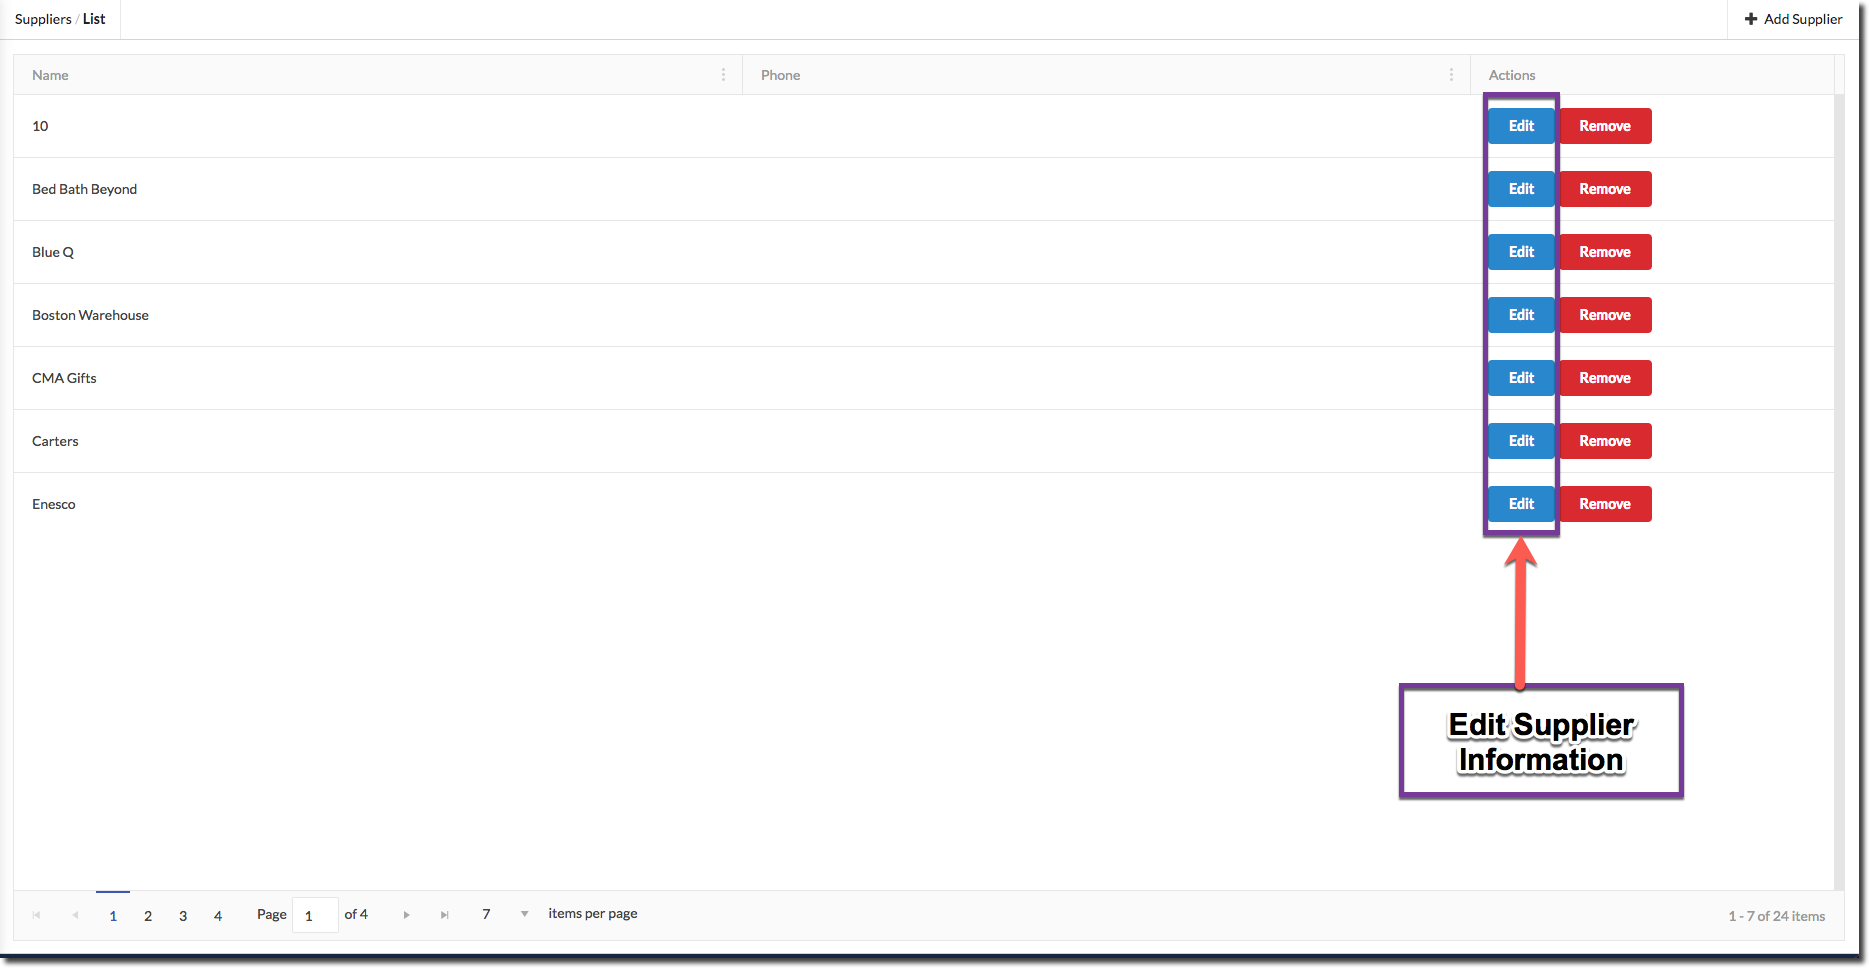 Suppliers / List
+ Add Supplier
Name Phone Actions
10 Edit Remove
Bed Bath Beyond Edit Remove
Blue Q Edit Remove
Boston Warehouse Edit Remove
CMA Gifts Edit Remove
Carters Edit Remove
Enesco Edit Remove
Edit Supplier
Information
1 2 3 4 Page 1 of 4 7 items per page 1 - 7 of 24 items